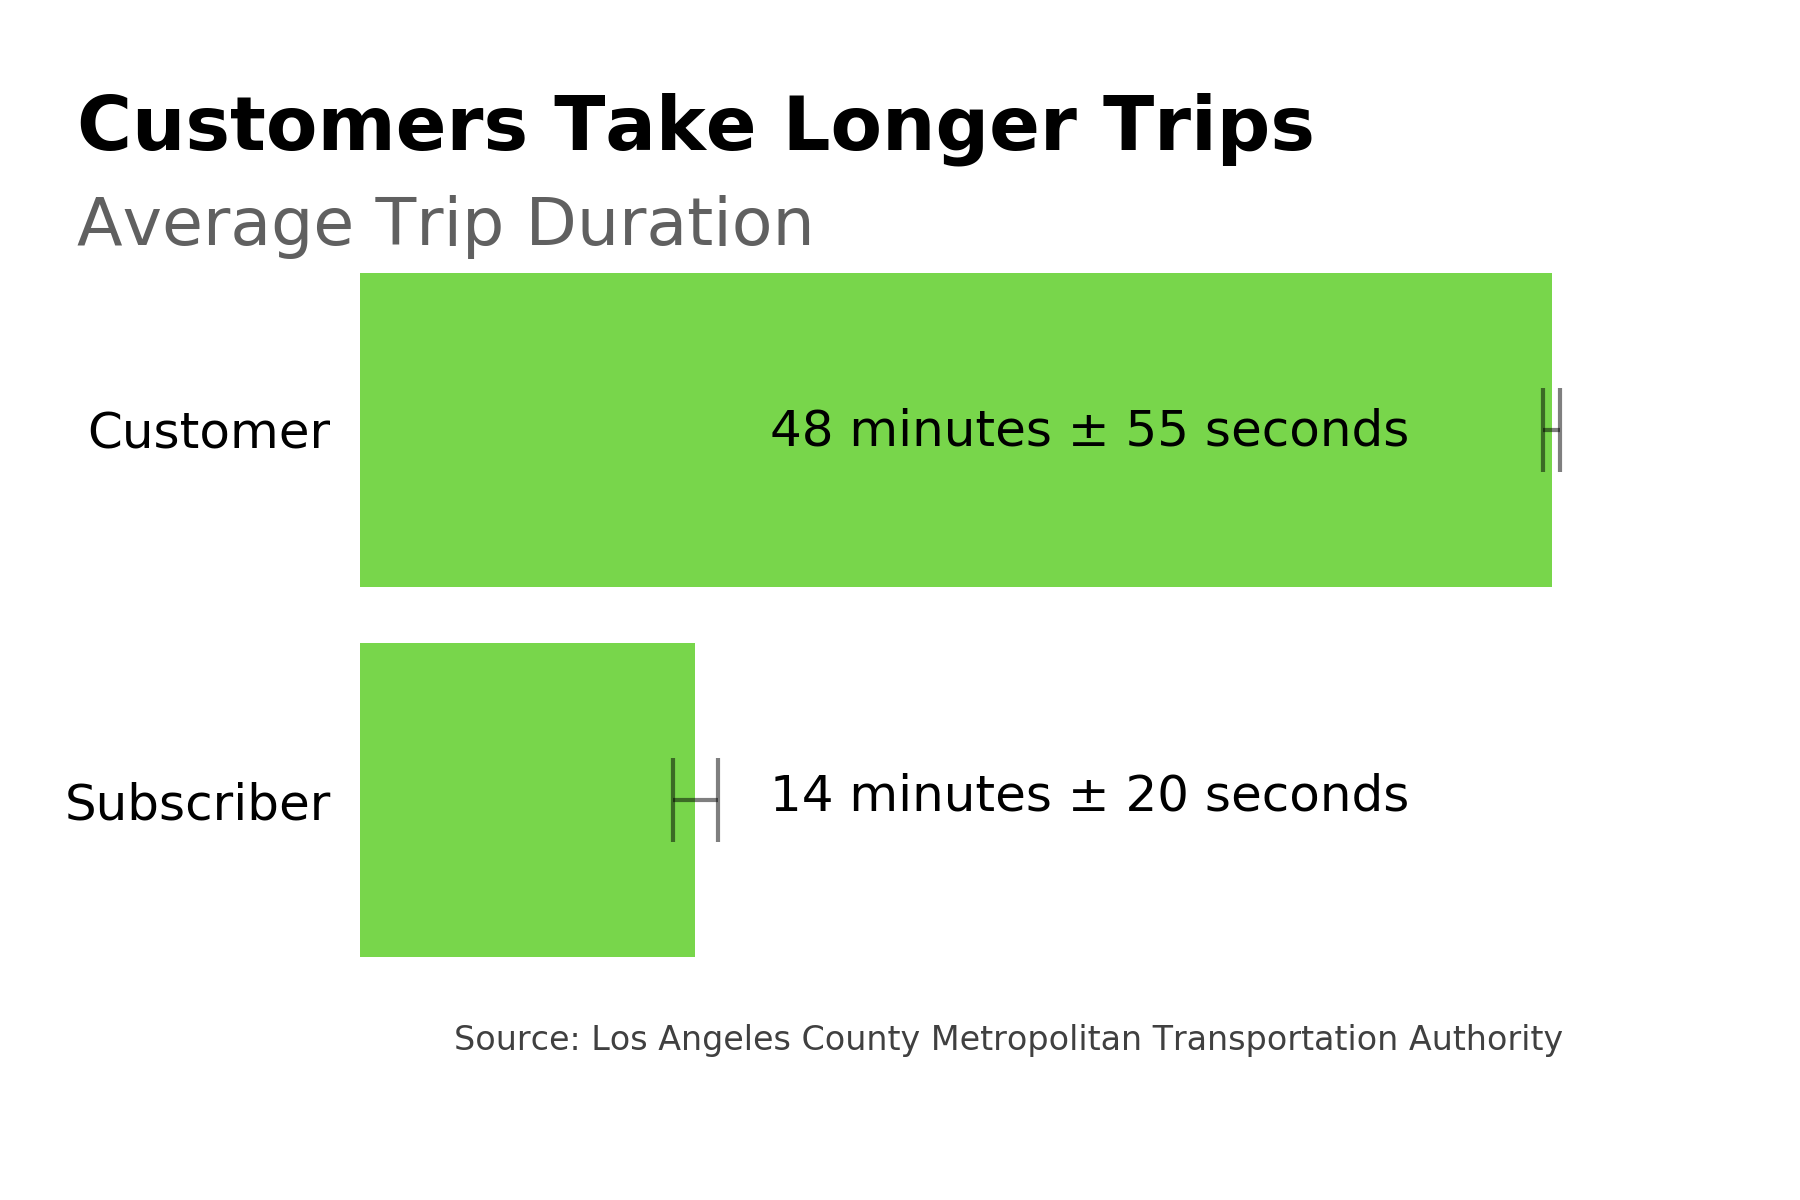 Customers Take Longer Trips
Average Trip Duration
Customer
48 minutes ± 55 seconds
Subscriber
14 minutes ± 20 seconds
Source: Los Angeles County Metropolitan Transportation Authority